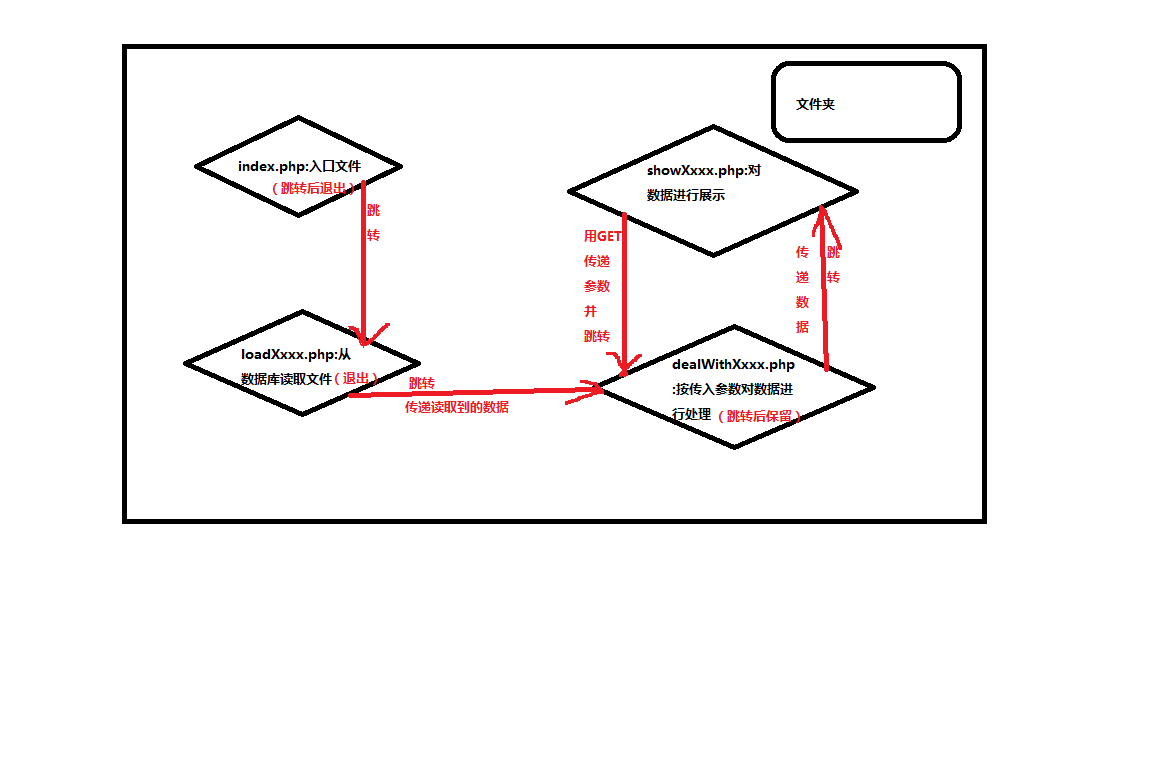 文件夹
index.php:入口文件
（跳转后退出）
跳
转
showXxxx.php:对
数据进行展示
用GET
传递
参数
并
跳转
传
递
数
据
跳
转
loadXxxx.php:从
数据库读取文件（退出）
跳转
传递读取到的数据
dealWithXxxx.php
:按传入参数对数据进
行处理（跳转后保留）